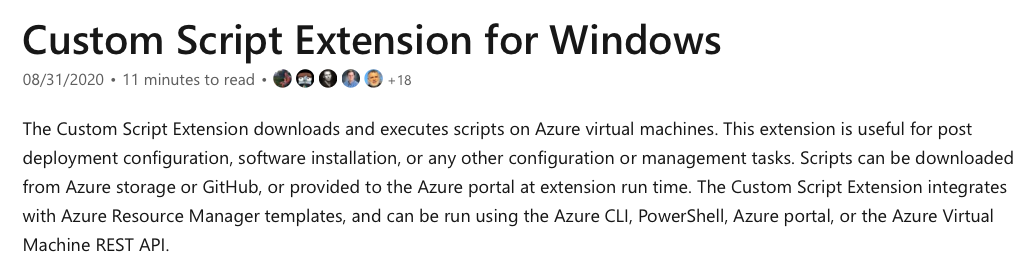 Custom Script Extension for Windows
08/31/2020 • 11 minutes to read • +18
The Custom Script Extension downloads and executes scripts on Azure virtual machines. This extension is useful for post
deployment configuration, software installation, or any other configuration or management tasks. Scripts can be downloaded
from Azure storage or GitHub, or provided to the Azure portal at extension run time. The Custom Script Extension integrates
with Azure Resource Manager templates, and can be run using the Azure CLI, PowerShell, Azure portal, or the Azure Virtual
Machine REST API.